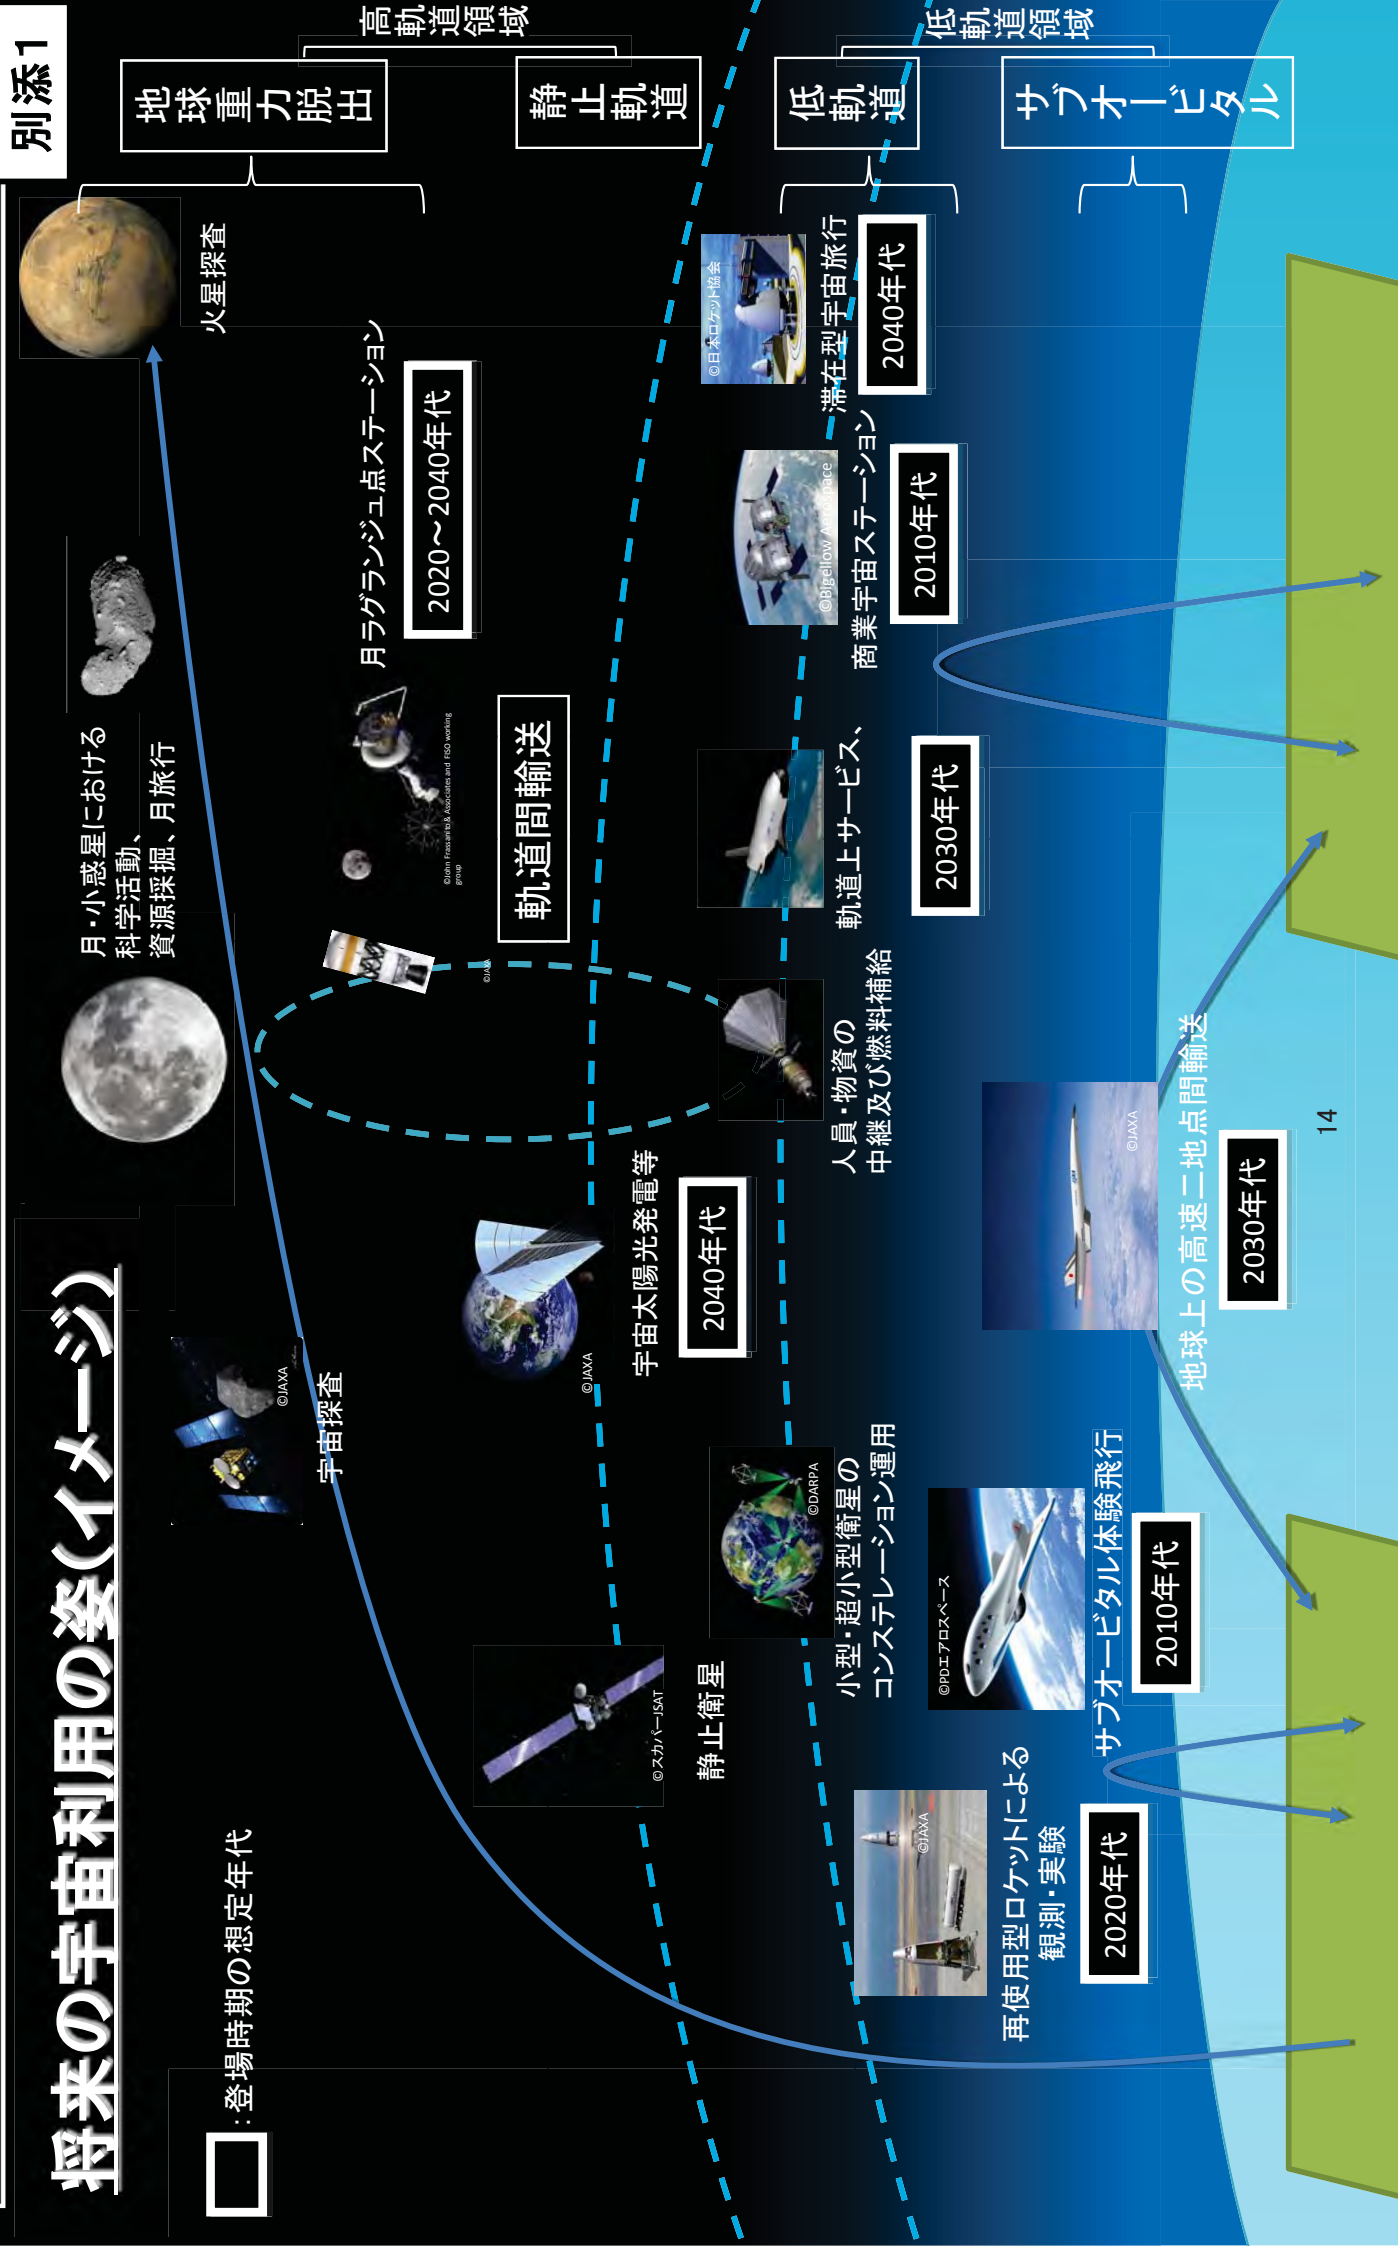 別添1
将来の宇宙利用の姿(イメージ)
:登場時期の想定年代
©JAXA
宇宙探査
月・小惑星における
科学活動、
資源採掘、月旅行
火星探査
地球重力脱出
高軌道領域
月ラグランジュ点ステーション
2020～2040年代
©John Frassanito & Associates and FISO working
group
©JAXA
軌道間輸送
静止軌道
©スカパーJSAT
静止衛星
©JAXA
宇宙太陽光発電等
2040年代
©DARPA
小型・超小型衛星の
コンステレーション運用
人員・物資の
中継及び燃料補給
軌道上サービス、
2030年代
©Bigellow Aerospace
商業宇宙ステーション
2010年代
©日本ロケット協会
滞在型宇宙旅行
2040年代
低軌道
低軌道領域
サブオービタル
©JAXA
再使用型ロケットによる
観測・実験
2020年代
©PDエアロスペース
サブオービタル体験飛行
2010年代
©JAXA
地球上の高速二地点間輸送
2030年代
14